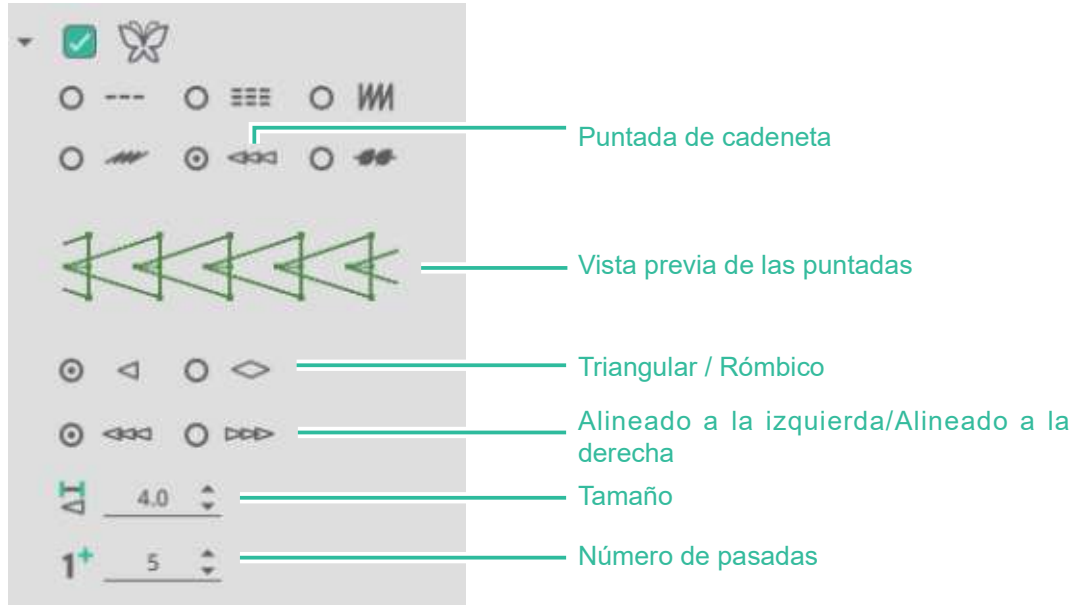 Puntada de cadeneta
Vista previa de las puntadas
Triangular / Rómbico
Alineado a la izquierda/Alineado a la
derecha
4.0
Tamaño
1+
5
Número de pasadas